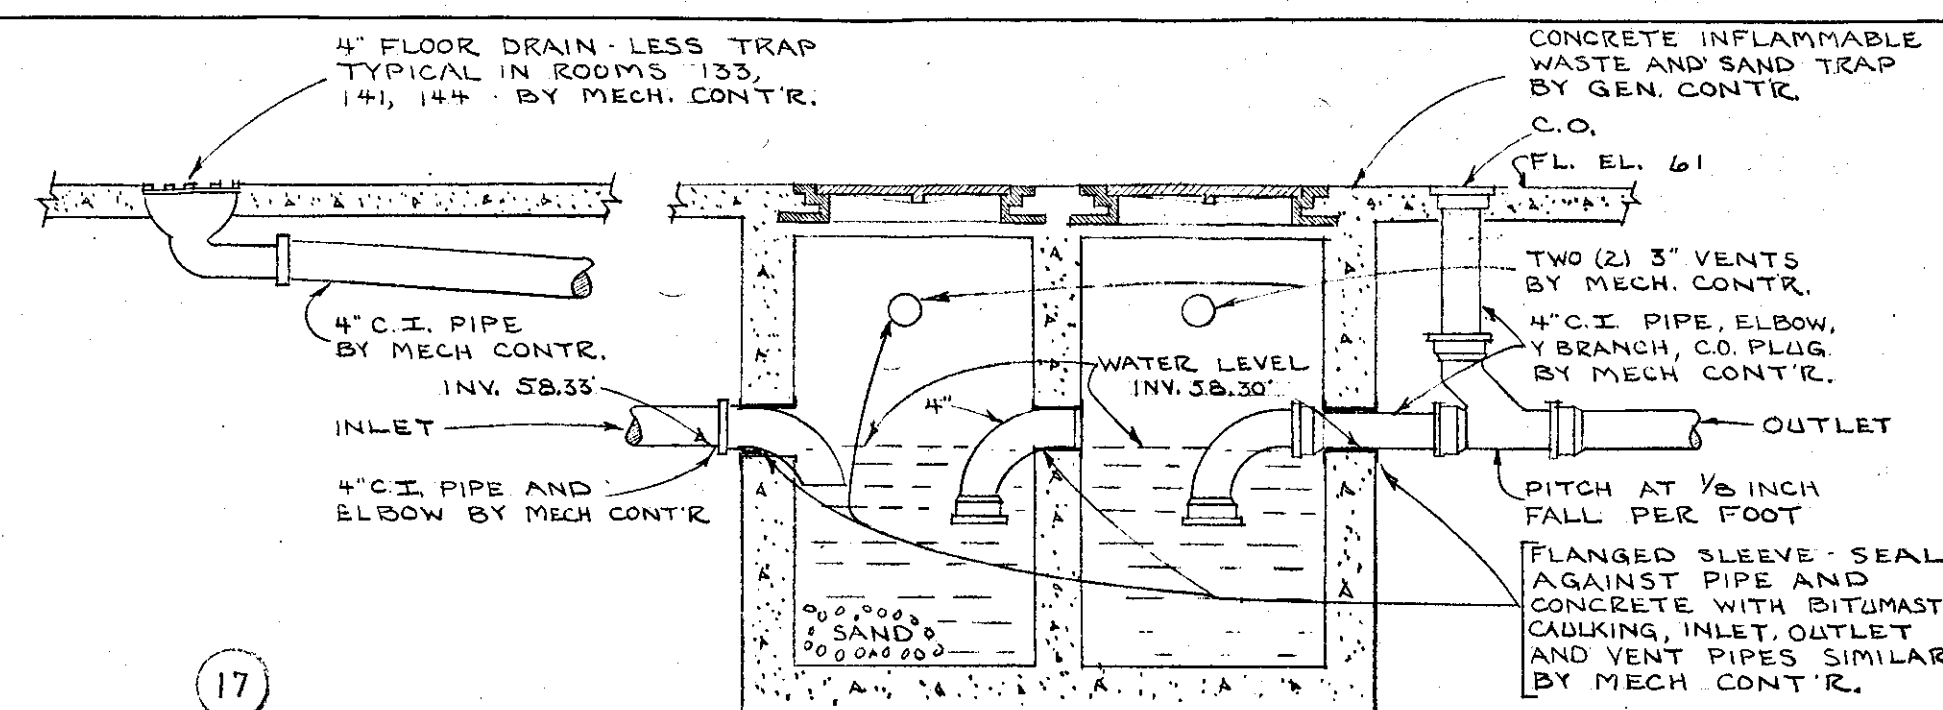 4" FLOOR DRAIN - LESS TRAP
TYPICAL IN ROOMS 133,
141, 144 . BY MECH. CONT'R.
CONCRETE INFLAMMABLE
WASTE AND SAND TRAP
BY GEN. CONTR.
C.O.
FL. EL. 61
TWO (2) 3" VENTS
BY MECH. CONTR.
4" C.I. PIPE
BY MECH CONTR.
4" C.I. PIPE, ELBOW,
Y BRANCH, C.O. PLUG.
BY MECH CONT'R.
WATER LEVEL
INV. 58.30'
INV. 58.33'
4"
INLET
OUTLET
4" C.I. PIPE AND
ELBOW BY MECH CONT'R
PITCH AT 1/8 INCH
FALL PER FOOT
FLANGED SLEEVE - SEAL
AGAINST PIPE AND
CONCRETE WITH BITUMAST
CAULKING, INLET, OUTLET
AND VENT PIPES SIMILAR
BY MECH CONT'R.
SAND
17